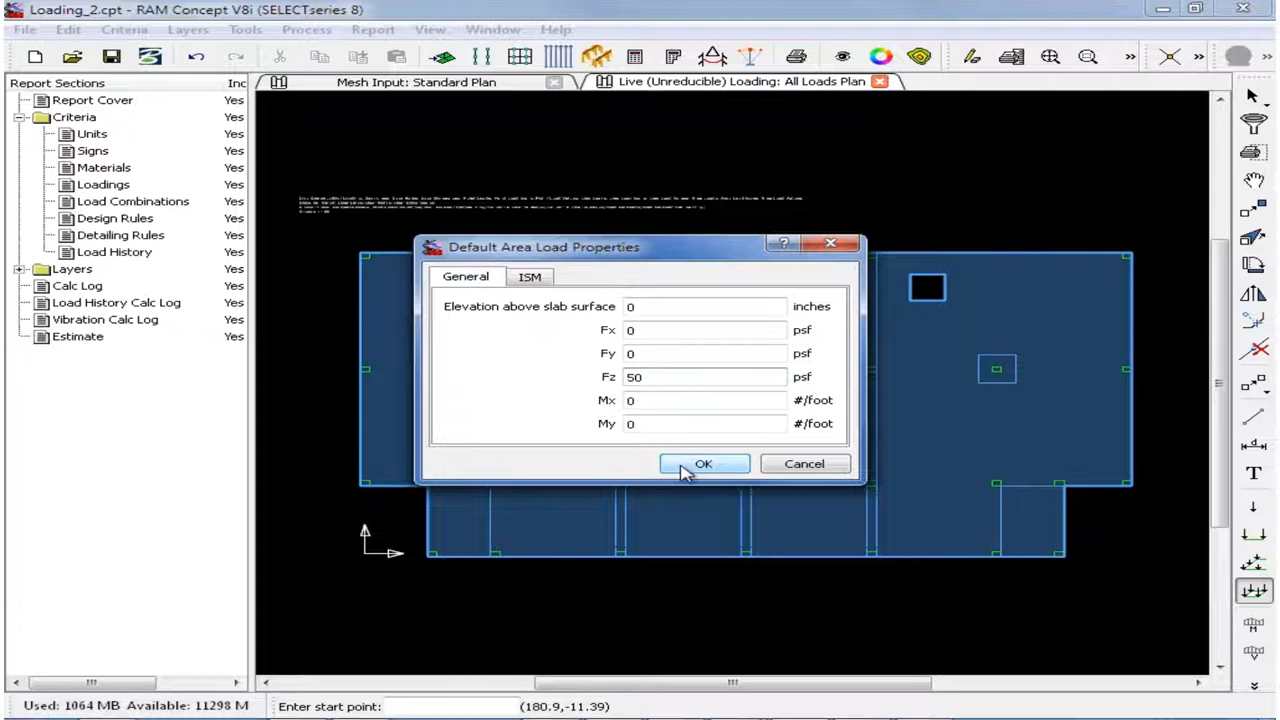 Loading_2.cpt - RAM Concept V8i (SELECTseries 8)
File Edit Criteria Layers Tools Process Report View Window Help
Report Sections Inc
Report Cover Yes
Criteria Yes
Units Yes
Signs Yes
Materials Yes
Loadings Yes
Load Combinations Yes
Design Rules Yes
Detailing Rules Yes
Load History Yes
Layers Yes
Calc Log Yes
Load History Calc Log Yes
Vibration Calc Log Yes
Estimate Yes
Mesh Input: Standard Plan
Live (Unreducible) Loading: All Loads Plan
Default Area Load Properties
General ISM
Elevation above slab surface 0 inches
Fx 0 psf
Fy 0 psf
Fz 50 psf
Mx 0 #/foot
My 0 #/foot
OK Cancel
T
M
V
Used: 1064 MB Available: 11298 M
Enter start point: (180.9,-11.39)